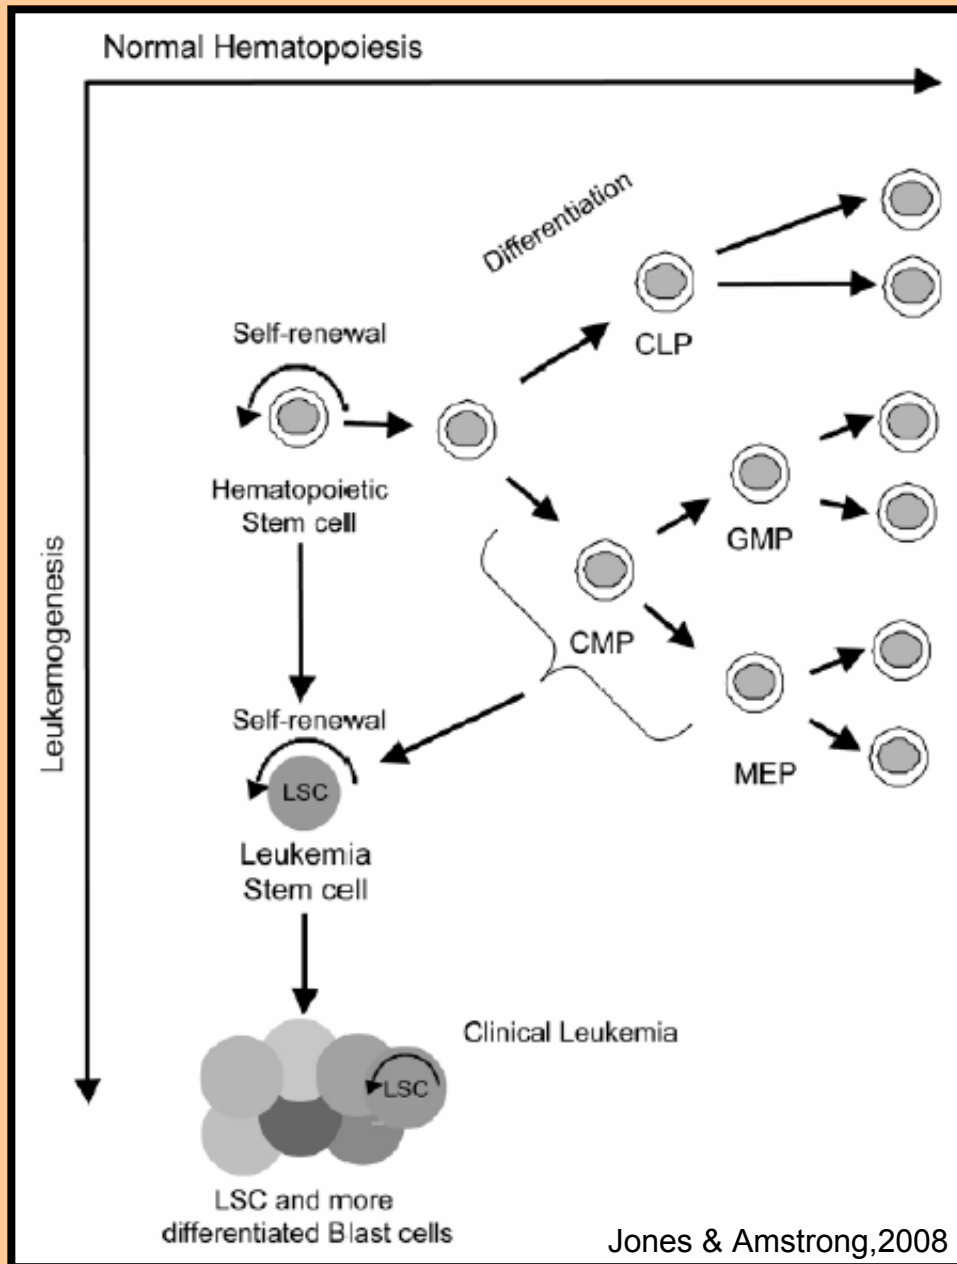 Normal Hematopoiesis
Leukemogenesis
Differentiation
CLP
Self-renewal
Hematopoietic
Stem cell
GMP
CMP
MEP
Self-renewal
LSC
Leukemia
Stem cell
Clinical Leukemia
LSC
LSC and more
differentiated Blast cells
Jones & Amstrong,2008